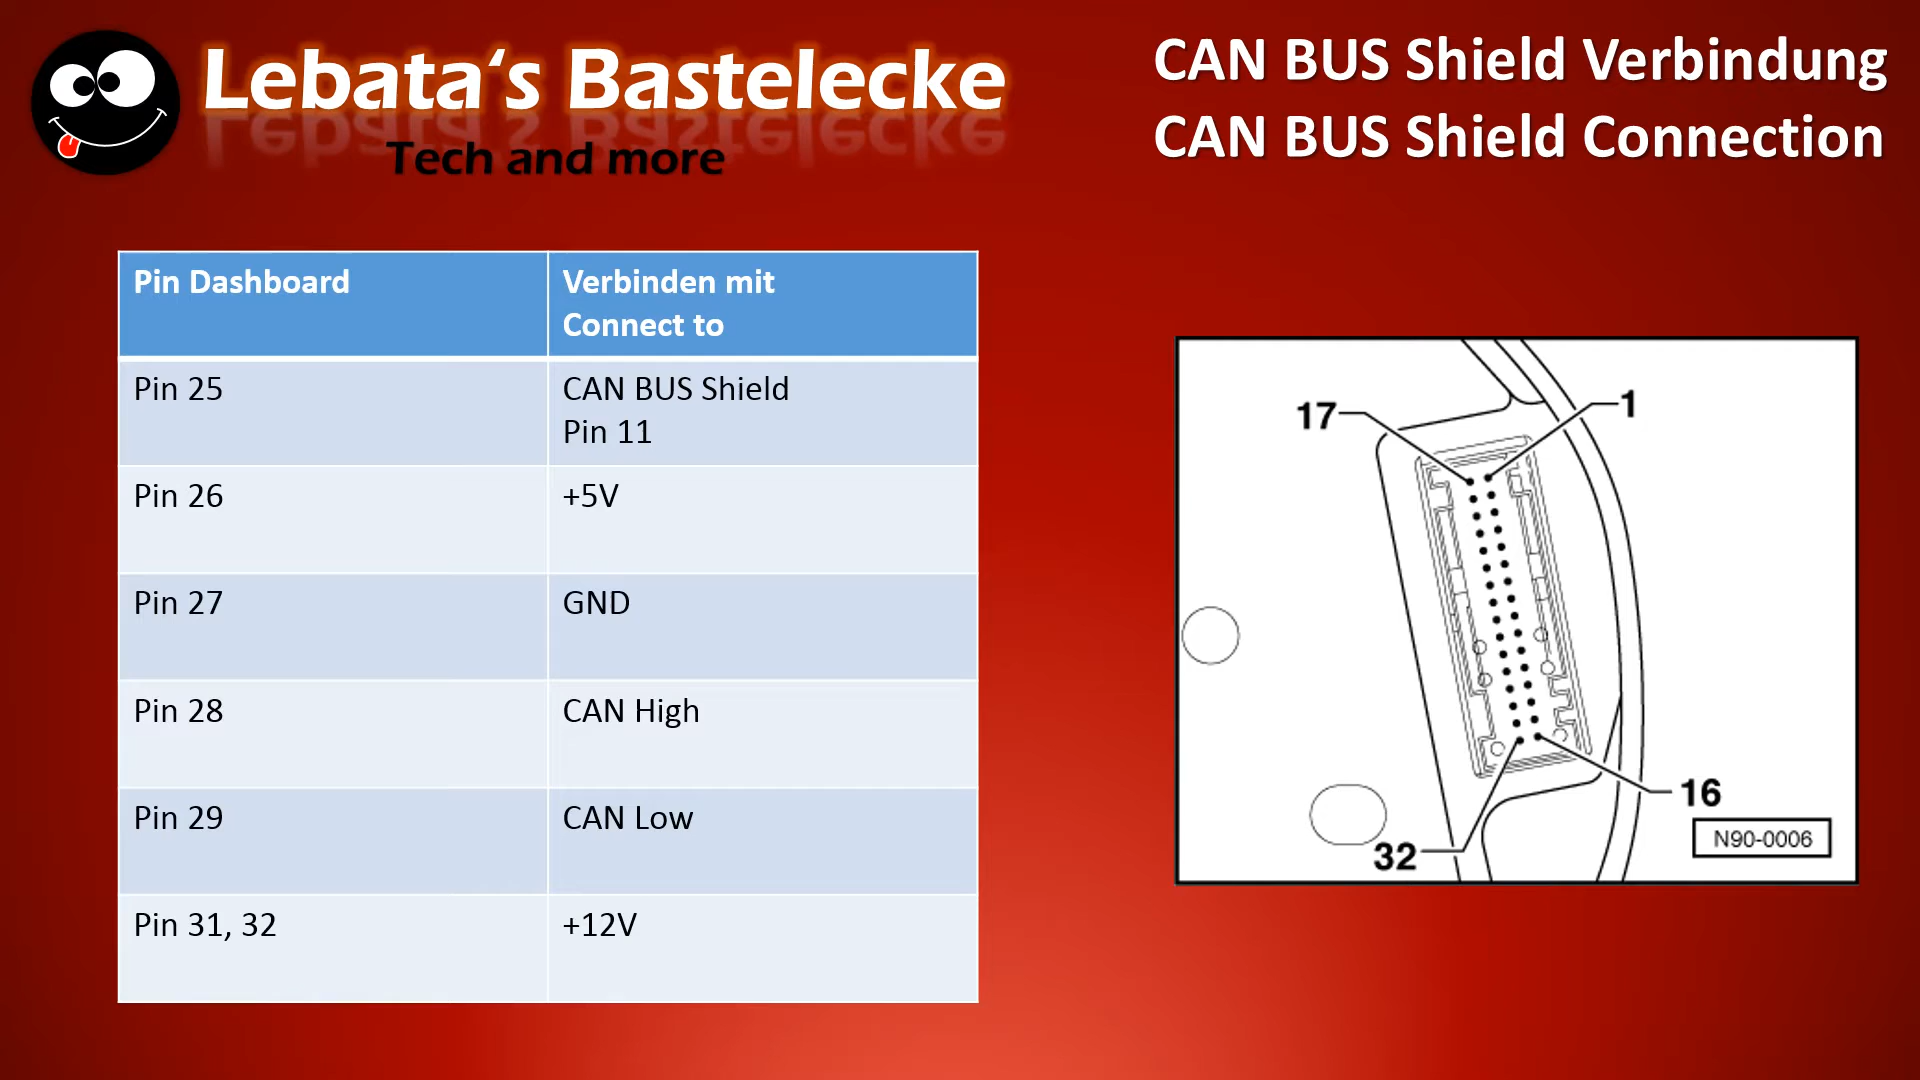 Lebata‘s Bastelecke
Tech and more
CAN BUS Shield Verbindung
CAN BUS Shield Connection
Pin Dashboard
Verbinden mit
Connect to
Pin 25
CAN BUS Shield
Pin 11
Pin 26
+5V
Pin 27
GND
Pin 28
CAN High
Pin 29
CAN Low
Pin 31, 32
+12V
17
1
16
32
N90-0006